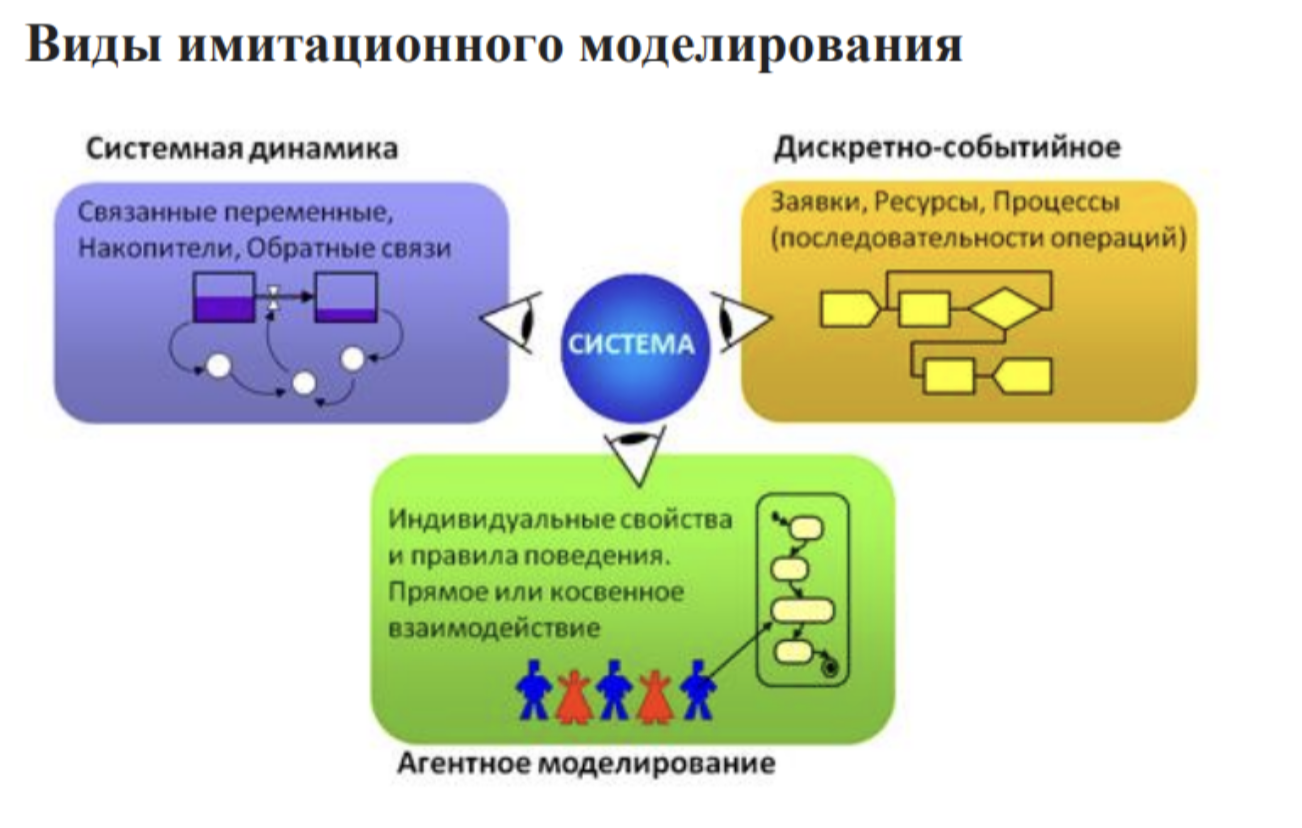 Виды имитационного моделирования
Системная динамика
Связанные переменные,
Накопители, Обратные связи
Дискретно-событийное
Заявки, Ресурсы, Процессы
(последовательности операций)
СИСТЕМА
Индивидуальные свойства
и правила поведения.
Прямое или косвенное
взаимодействие
Агентное моделирование